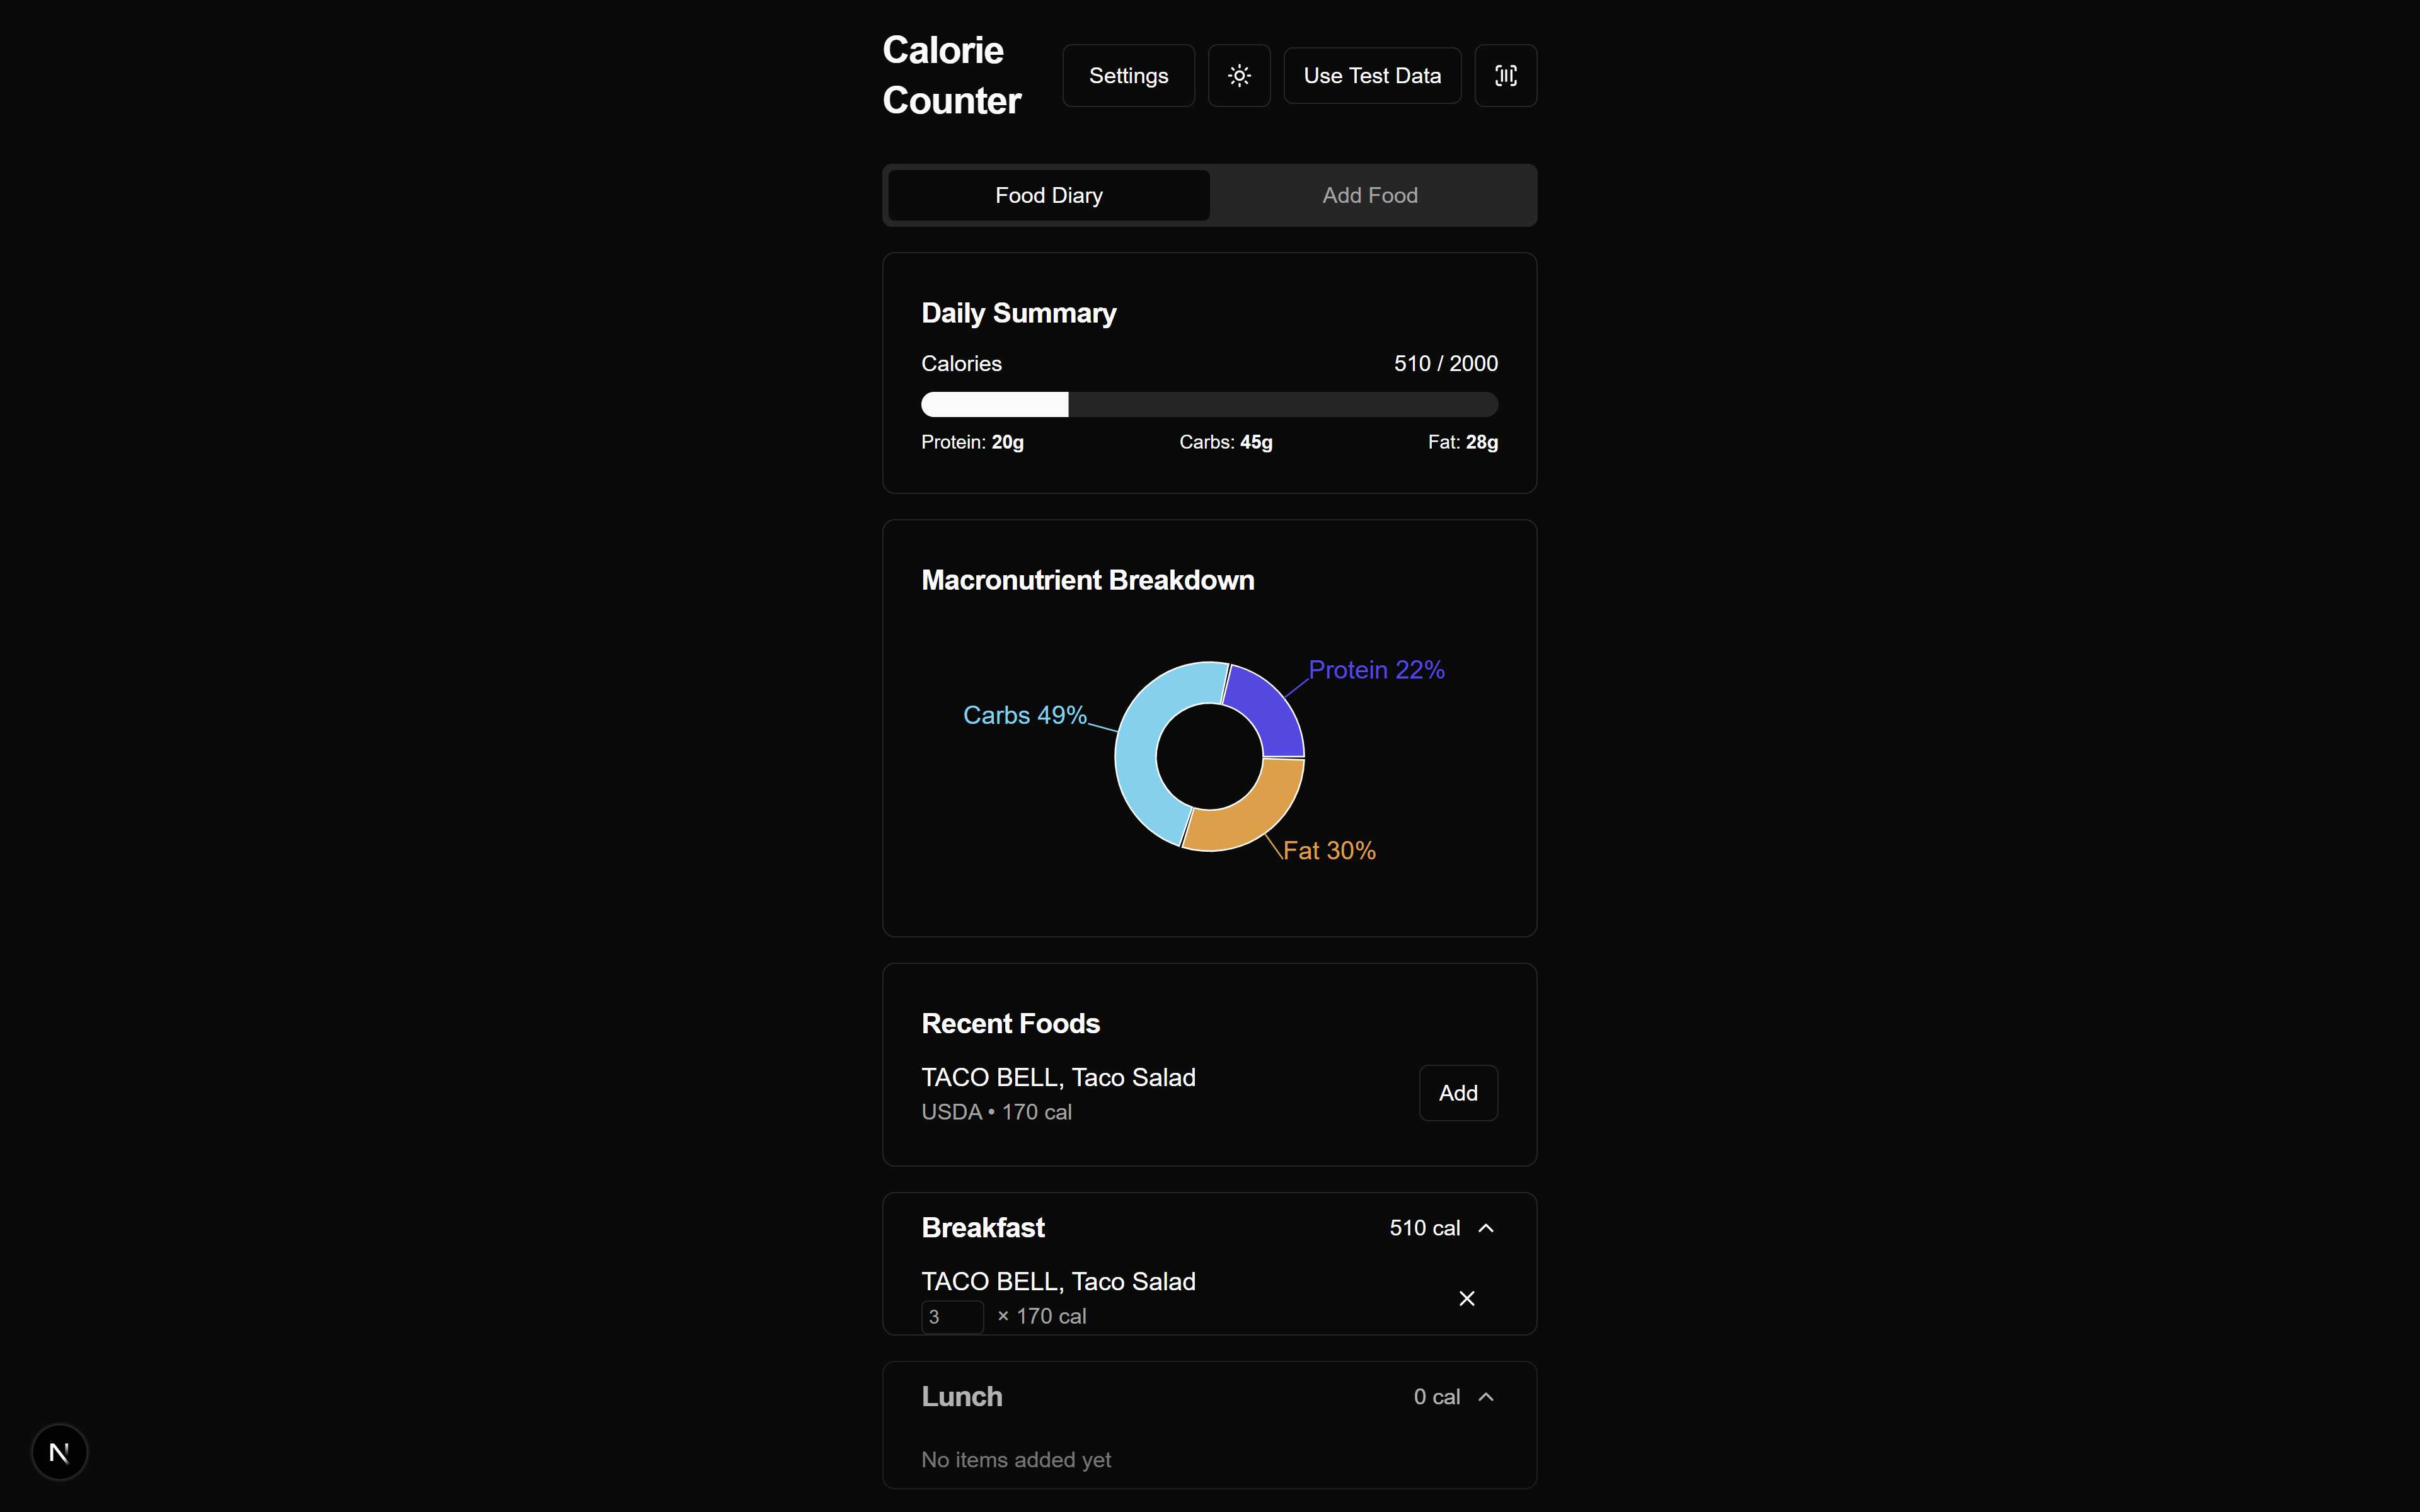 Calorie
Counter
Settings
Use Test Data
Food Diary
Add Food
Daily Summary
Calories
510 / 2000
Protein: 20g
Carbs: 45g
Fat: 28g
Macronutrient Breakdown
Protein 22%
Carbs 49%
Fat 30%
Recent Foods
TACO BELL, Taco Salad
USDA • 170 cal
Add
Breakfast
510 cal
TACO BELL, Taco Salad
3 × 170 cal
Lunch
0 cal
No items added yet
N